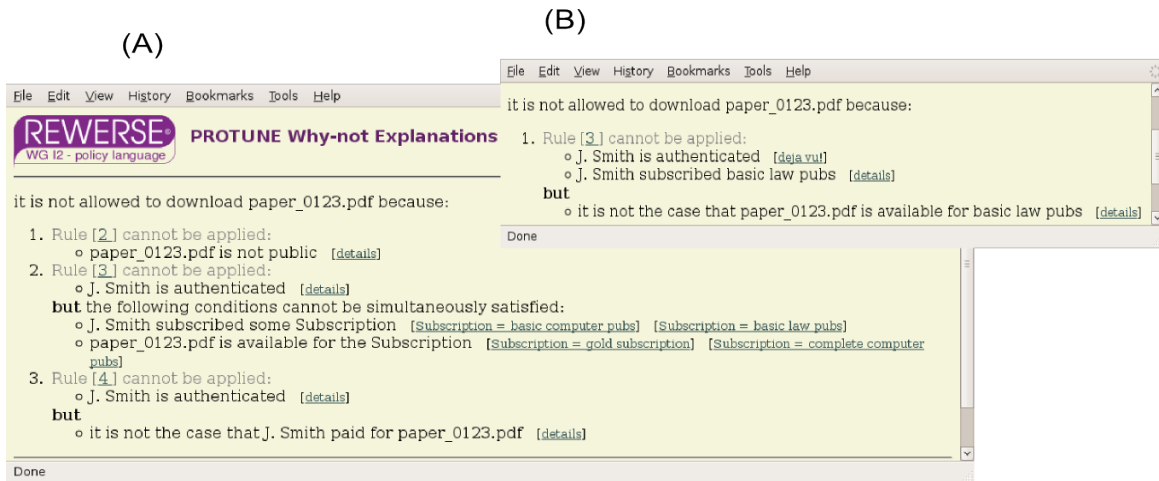 (A)
File Edit View History Bookmarks Tools Help
REWERSE®
WG I2 - policy language
PROTUNE Why-not Explanations
it is not allowed to download paper_0123.pdf because:
1. Rule [2 ] cannot be applied:
paper_0123.pdf is not public [details]
2. Rule [3 ] cannot be applied:
J. Smith is authenticated [details]
but the following conditions cannot be simultaneously satisfied:
J. Smith subscribed some Subscription [Subscription = basic computer pubs] [Subscription = basic law pubs]
paper_0123.pdf is available for the Subscription [Subscription = gold subscription] [Subscription = complete computer
pubs]
3. Rule [4 ] cannot be applied:
J. Smith is authenticated [details]
but
it is not the case that J. Smith paid for paper_0123.pdf [details]
Done
(B)
File Edit View History Bookmarks Tools Help
it is not allowed to download paper_0123.pdf because:
1. Rule [3 ] cannot be applied:
J. Smith is authenticated [deja vu!]
J. Smith subscribed basic law pubs [details]
but
it is not the case that paper_0123.pdf is available for basic law pubs [details]
Done